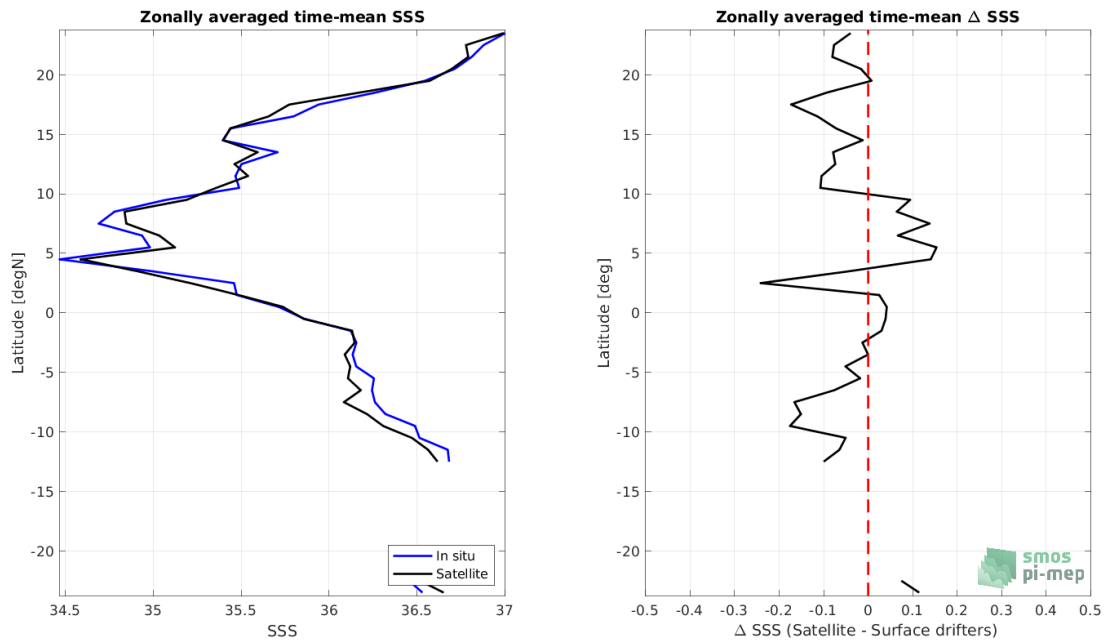 Zonally averaged time-mean SSS
20
15
10
5
0
-5
-10
-15
-20
Latitude [degN]
34.5 35 35.5 36 36.5 37
SSS
In situ
Satellite
Zonally averaged time-mean Δ SSS
20
15
10
5
0
-5
-10
-15
-20
Latitude [deg]
-0.5 -0.4 -0.3 -0.2 -0.1 0 0.1 0.2 0.3 0.4 0.5
Δ SSS (Satellite - Surface drifters)
smos
pi-mep